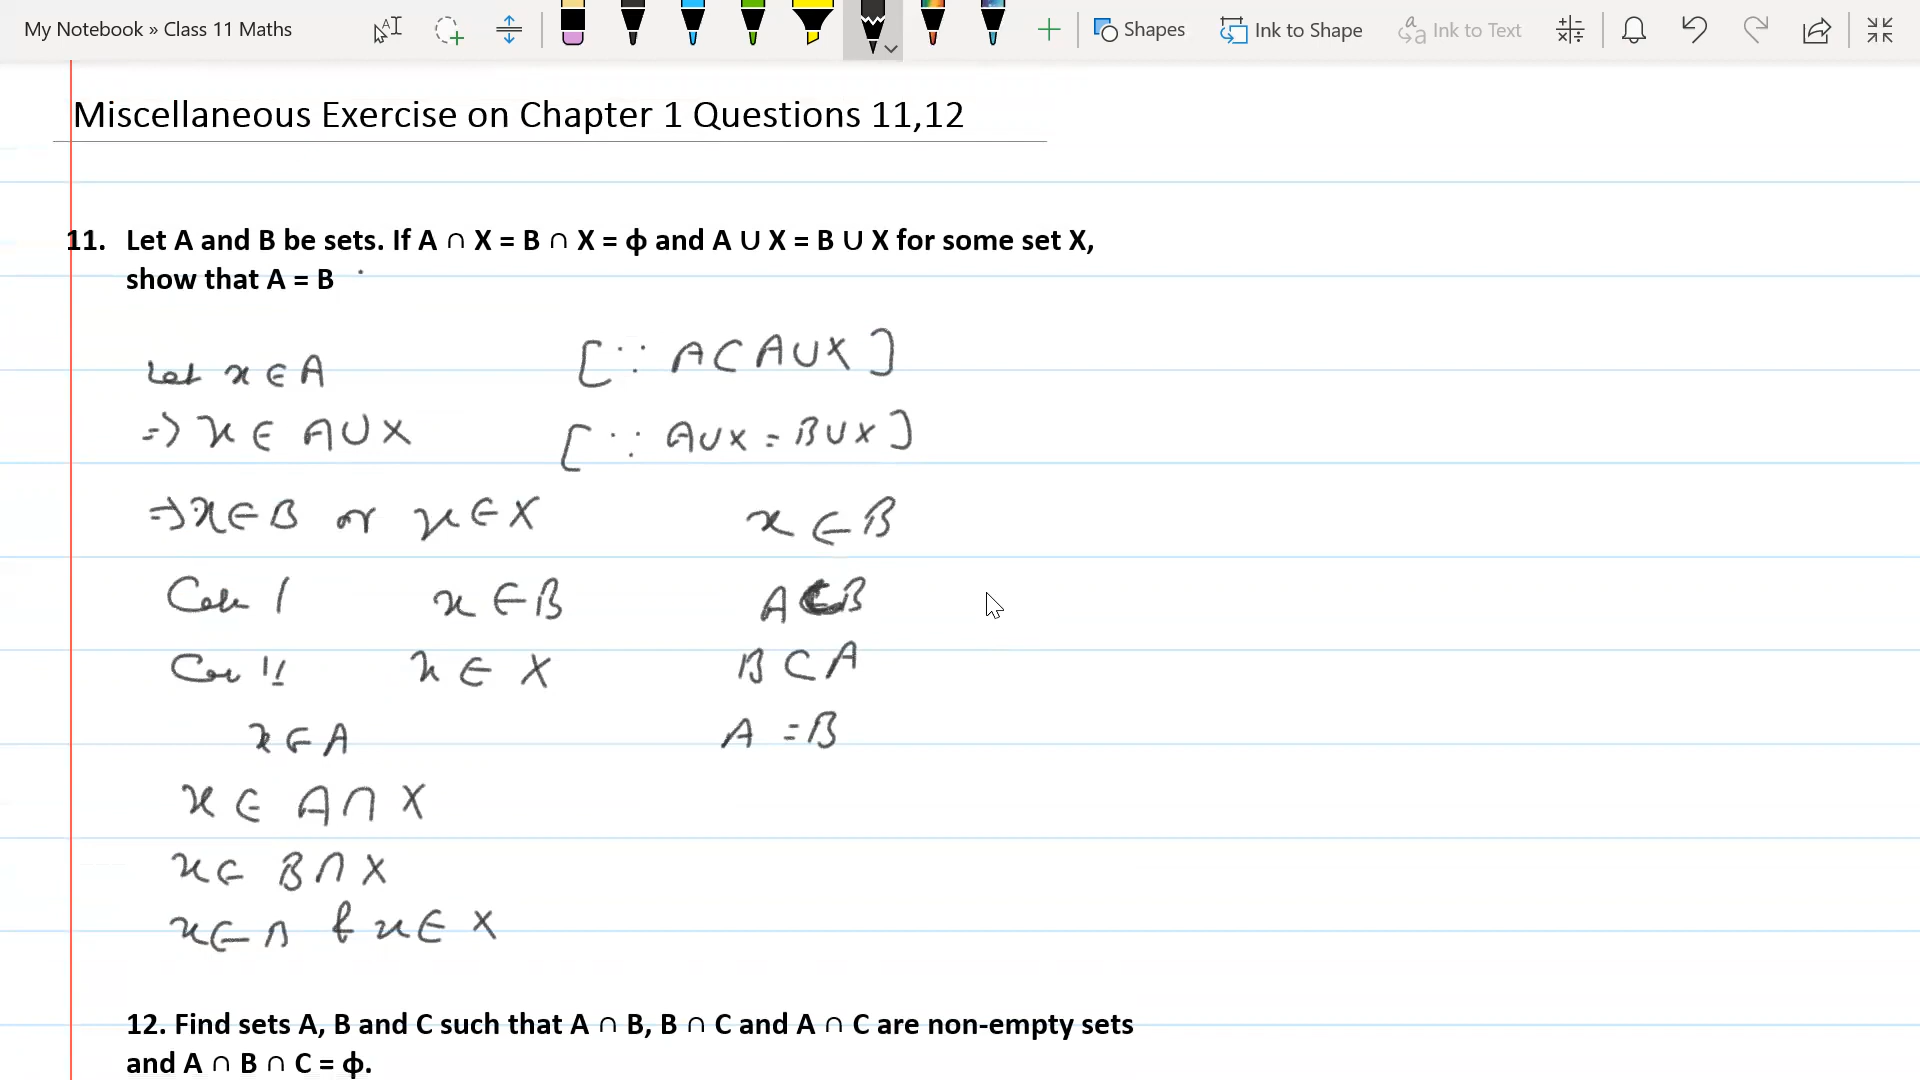 My Notebook » Class 11 Maths
Shapes
Ink to Shape
Ink to Text
Miscellaneous Exercise on Chapter 1 Questions 11,12
11. Let A and B be sets. If A ∩ X = B ∩ X = ф and A ∪ X = B ∪ X for some set X,
show that A = B
Let x ∈ A
[∵ A ⊂ A ∪ X]
⇒ x ∈ A ∪ X
[∵ A ∪ X = B ∪ X]
⇒ x ∈ B or x ∈ X
x ∈ B
Case I
x ∈ B
A ⊂ B
Case II
x ∈ X
B ⊂ A
x ∈ A
A = B
x ∈ A ∩ X
x ∈ B ∩ X
x ∈ B & x ∈ X
12. Find sets A, B and C such that A ∩ B, B ∩ C and A ∩ C are non-empty sets
and A ∩ B ∩ C = ф.